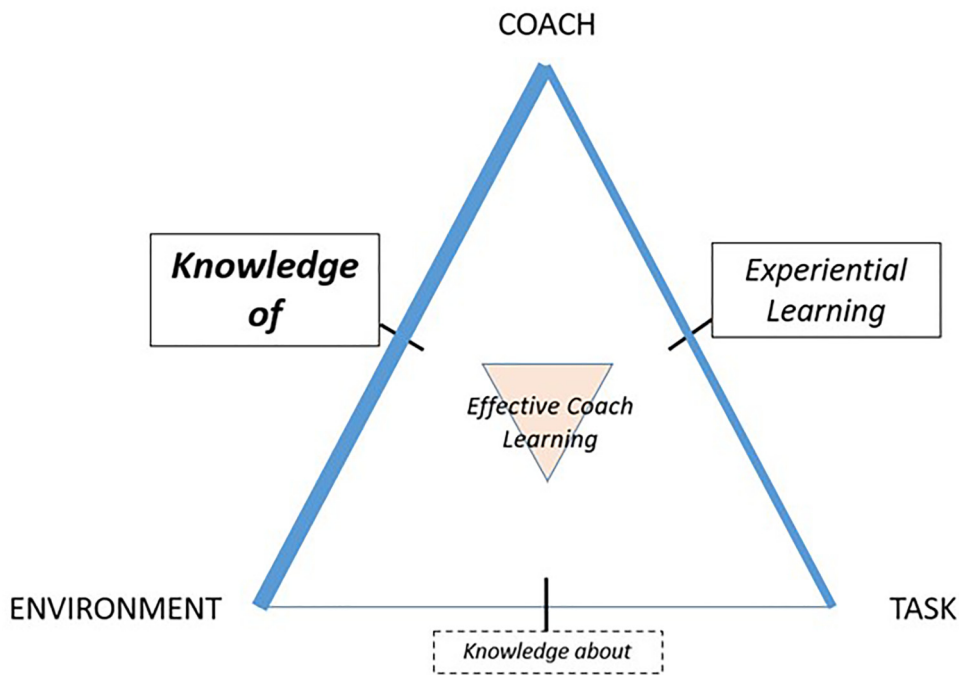 COACH
Knowledge
of
Experiential
Learning
Effective Coach
Learning
ENVIRONMENT
TASK
Knowledge about